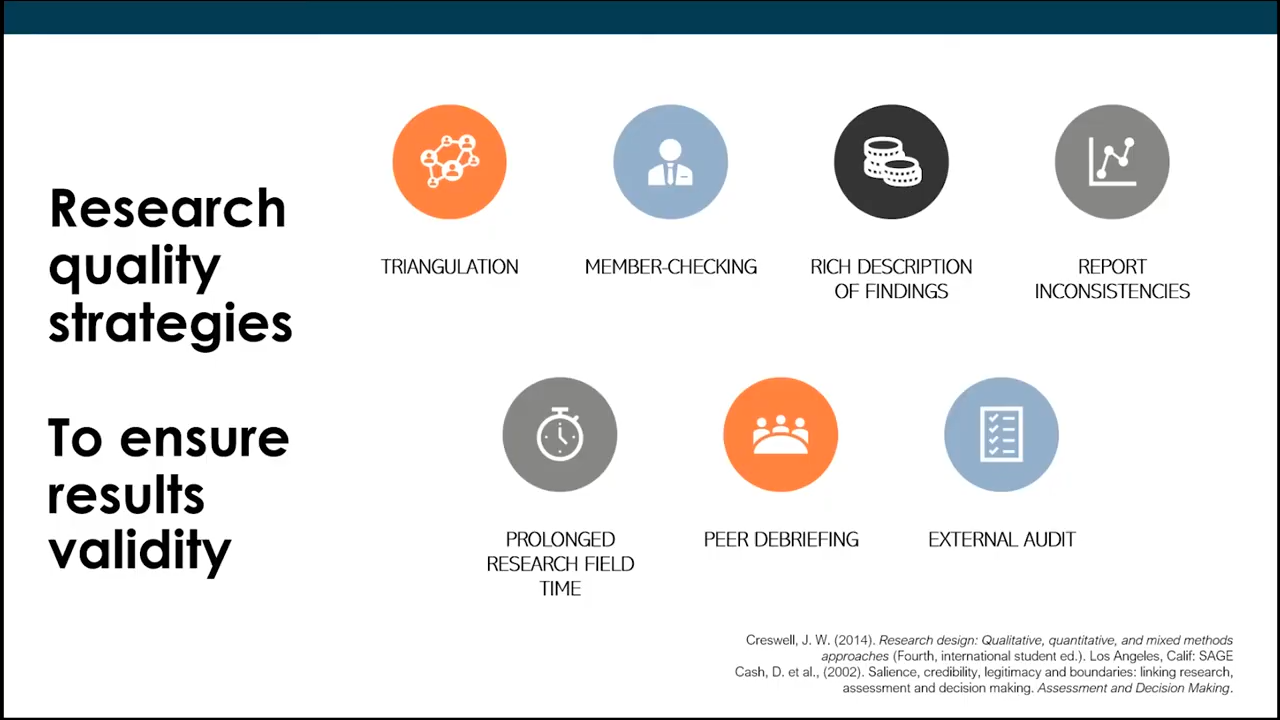 Research
quality
strategies
To ensure
results
validity
TRIANGULATION
MEMBER-CHECKING
RICH DESCRIPTION
OF FINDINGS
REPORT
INCONSISTENCIES
PROLONGED
RESEARCH FIELD
TIME
PEER DEBRIEFING
EXTERNAL AUDIT
Creswell, J. W. (2014). Research design: Qualitative, quantitative, and mixed methods
approaches (Fourth, international student ed.). Los Angeles, Calif: SAGE
Cash, D. et al., (2002). Salience, credibility, legitimacy and boundaries: linking research,
assessment and decision making. Assessment and Decision Making.